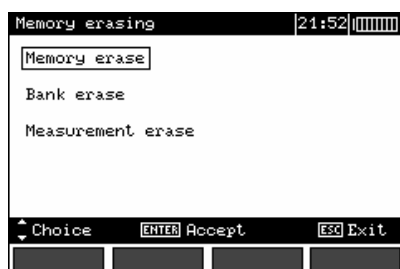 Memory erasing 21:52
Memory erase
Bank erase
Measurement erase
Choice ENTER Accept ESC Exit